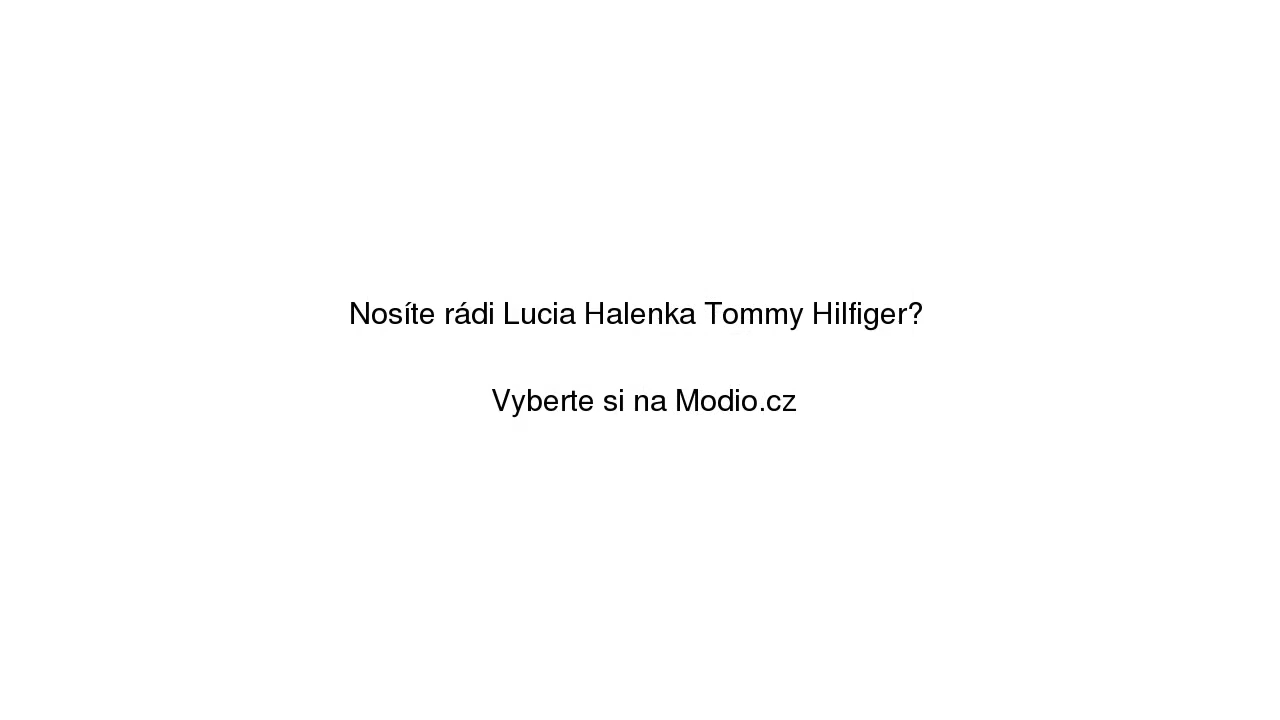 Nosíte rádi Lucia Halenka Tommy Hilfiger?
Vyberte si na Modio.cz